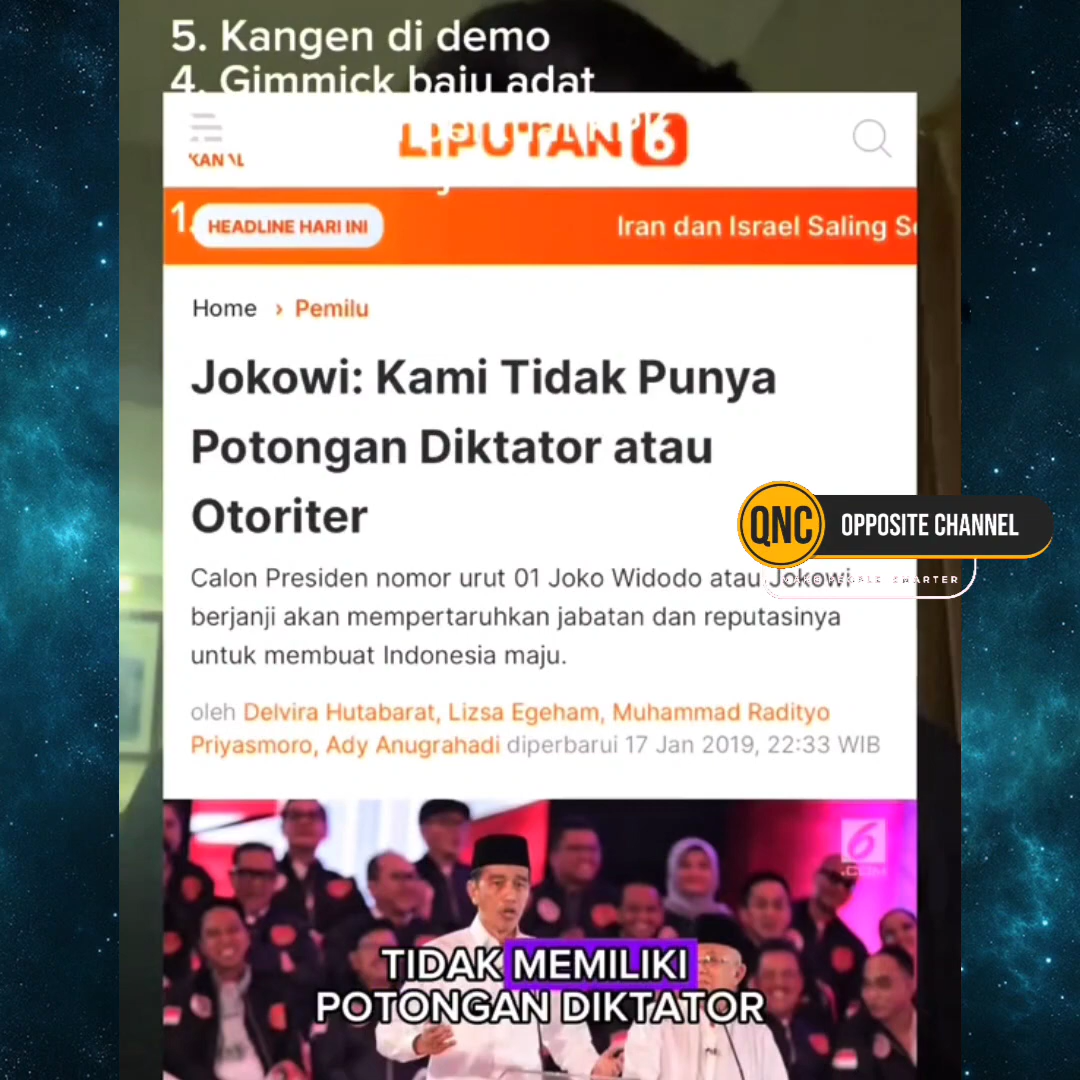 5. Kangen di demo
4. Gimmick baju adat
LIPUTAN 6
KANAL
1.
HEADLINE HARI INI
Iran dan Israel Saling
Home › Pemilu
Jokowi: Kami Tidak Punya
Potongan Diktator atau
Otoriter
QNC OPPOSITE CHANNEL
Calon Presiden nomor urut 01 Joko Widodo atau Jokowi
berjanji akan mempertaruhkan jabatan dan reputasinya
untuk membuat Indonesia maju.
oleh Delvira Hutabarat, Lizsa Egeham, Muhammad Radityo
Priyasmoro, Ady Anugrahadi diperbarui 17 Jan 2019, 22:33 WIB
6
.COM
TIDAK MEMILIKI
POTONGAN DIKTATOR